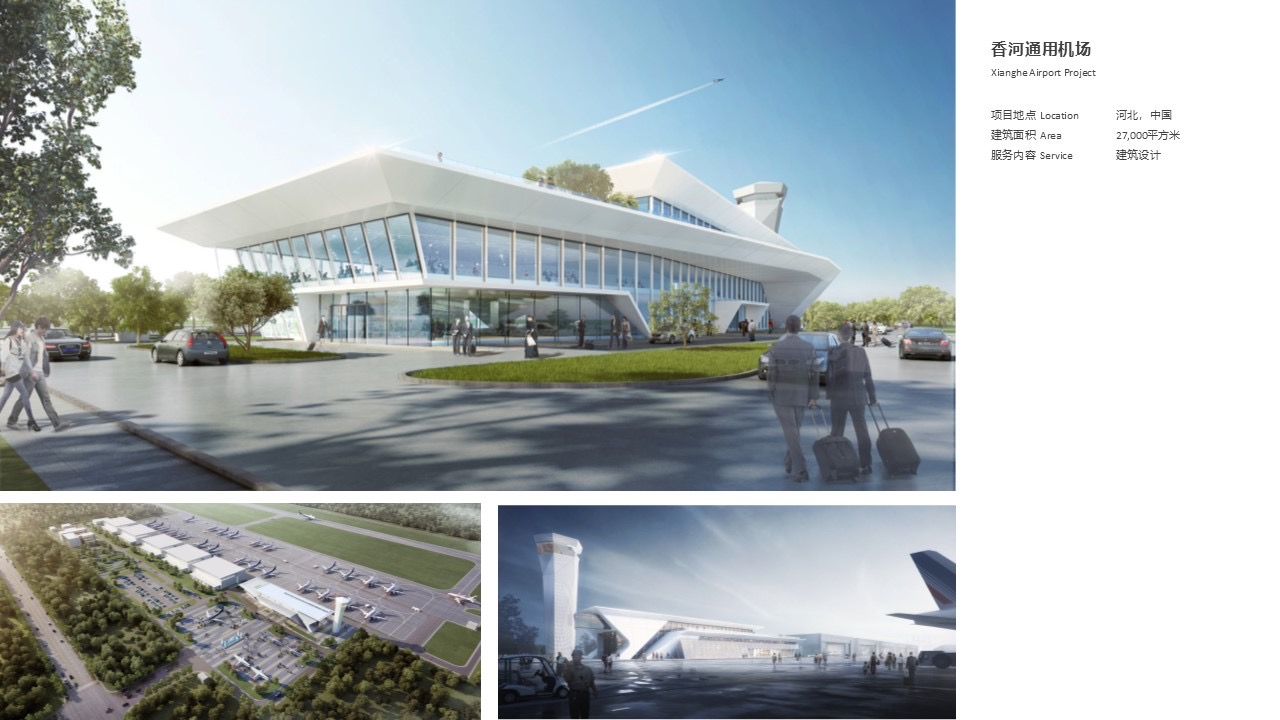 香河通用机场
Xianghe Airport Project
项目地点 Location 河北，中国
建筑面积 Area 27,000平方米
服务内容 Service 建筑设计